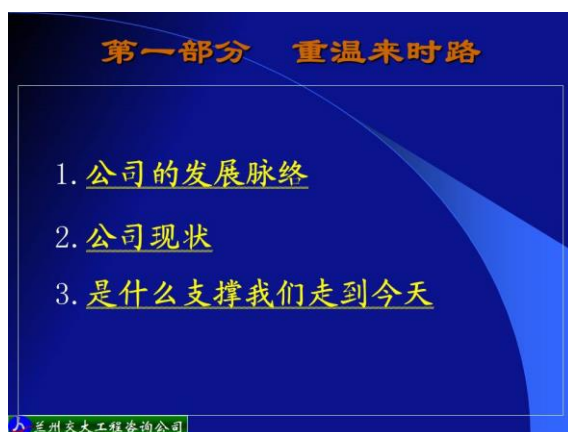 第一部分 重温来时路
1. 公司的发展脉络
2. 公司现状
3. 是什么支撑我们走到今天
兰州交大工程咨询公司